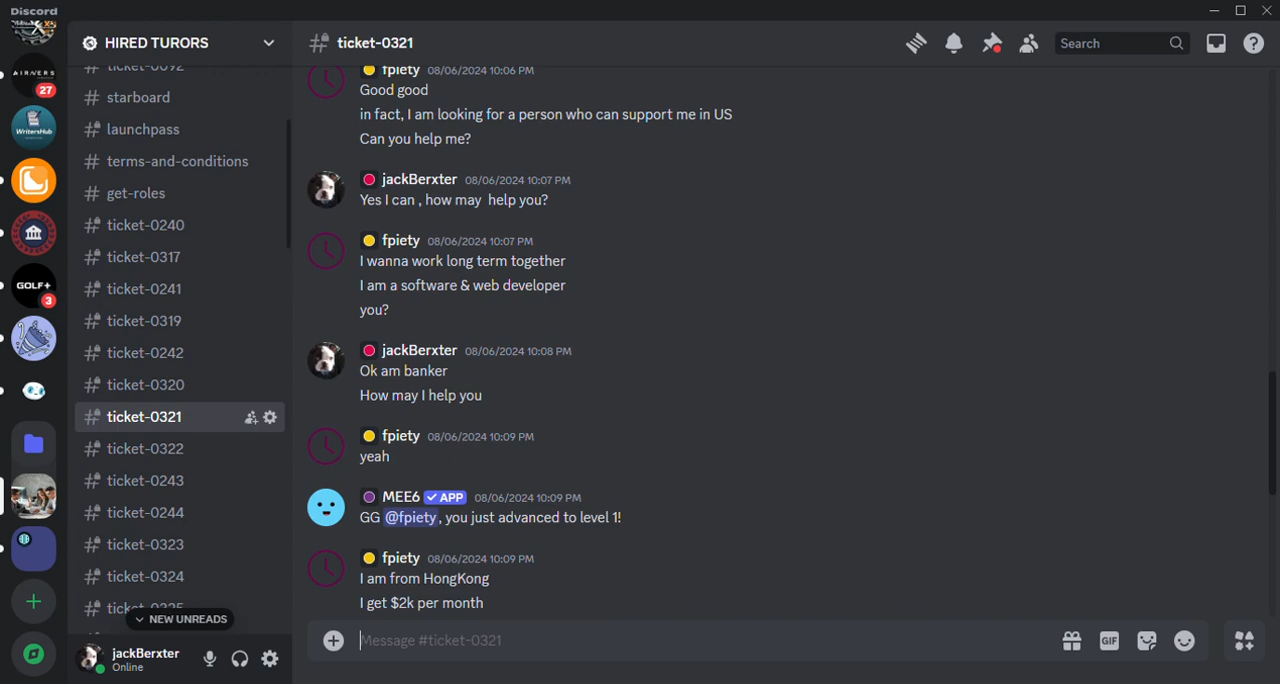 Discord
HIRED TURORS
ticket-0321
Search
AIRIVERS
27
WritersHub
GOLF+
3
ticket-0092
starboard
launchpass
terms-and-conditions
get-roles
ticket-0240
ticket-0317
ticket-0241
ticket-0319
ticket-0242
ticket-0320
ticket-0321
ticket-0322
ticket-0243
ticket-0244
ticket-0323
ticket-0324
NEW UNREADS
jackBerxter
Online
fpiety 08/06/2024 10:06 PM
Good good
in fact, I am looking for a person who can support me in US
Can you help me?
jackBerxter 08/06/2024 10:07 PM
Yes I can , how may help you?
fpiety 08/06/2024 10:07 PM
I wanna work long term together
I am a software & web developer
you?
jackBerxter 08/06/2024 10:08 PM
Ok am banker
How may I help you
fpiety 08/06/2024 10:09 PM
yeah
MEE6 APP 08/06/2024 10:09 PM
GG @fpiety, you just advanced to level 1!
fpiety 08/06/2024 10:09 PM
I am from HongKong
I get $2k per month
Message #ticket-0321
GIF